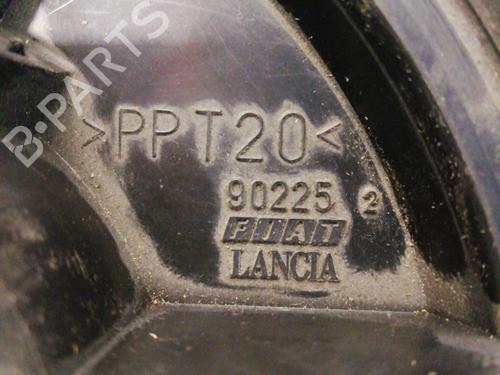 B-PARTS
>PPT20<
90225 2
FIAT
LANCIA